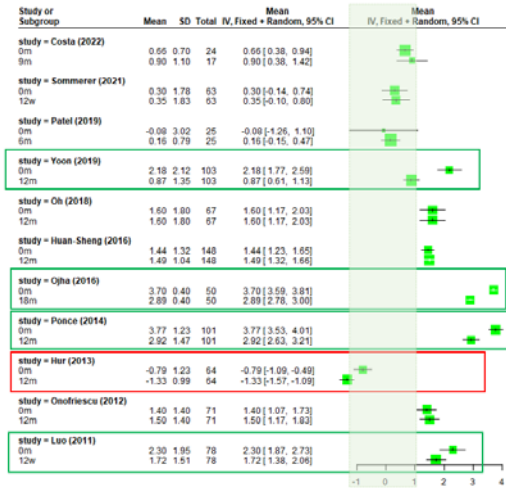 Study or Mean
Subgroup Mean SD Total IV, Fixed + Random, 95% CI IV, Fixed + Random, 95% CI
study = Costa (2022)
0m 0.66 0.70 24 0.66 [ 0.38, 0.94]
9m 0.90 1.10 17 0.90 [ 0.38, 1.42]
study = Sommerer (2021)
0m 0.30 1.78 63 0.30 [-0.14, 0.74]
12w 0.35 1.83 63 0.35 [-0.10, 0.80]
study = Patel (2019)
0m -0.08 3.02 25 -0.08 [-1.26, 1.10]
6m 0.16 0.79 25 0.16 [-0.15, 0.47]
study = Yoon (2019)
0m 2.18 2.12 103 2.18 [ 1.77, 2.59]
12m 0.87 1.35 103 0.87 [ 0.61, 1.13]
study = Oh (2018)
0m 1.60 1.80 67 1.60 [ 1.17, 2.03]
12m 1.60 1.80 67 1.60 [ 1.17, 2.03]
study = Huan-Sheng (2016)
0m 1.44 1.32 148 1.44 [ 1.23, 1.65]
12m 1.49 1.04 148 1.49 [ 1.32, 1.66]
study = Ojha (2016)
0m 3.70 0.40 50 3.70 [ 3.59, 3.81]
18m 2.89 0.40 50 2.89 [ 2.78, 3.00]
study = Ponce (2014)
0m 3.77 1.23 101 3.77 [ 3.53, 4.01]
12m 2.92 1.47 101 2.92 [ 2.63, 3.21]
study = Hur (2013)
0m -0.79 1.23 64 -0.79 [-1.09, -0.49]
12m -1.33 0.99 64 -1.33 [-1.57, -1.09]
study = Onofriescu (2012)
0m 1.40 1.40 71 1.40 [ 1.07, 1.73]
12m 1.50 1.40 71 1.50 [ 1.17, 1.83]
study = Luo (2011)
0m 2.30 1.95 78 2.30 [ 1.87, 2.73]
12w 1.72 1.51 78 1.72 [ 1.38, 2.06]
-1 0 1 2 3 4